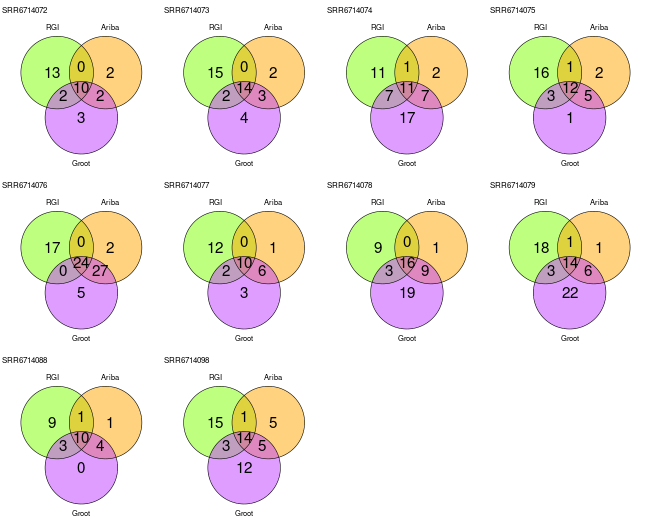 SRR6714072 SRR6714073 SRR6714074 SRR6714075
RGI Ariba RGI Ariba RGI Ariba RGI Ariba
13 0 2 15 0 2 11 1 2 16 1 2
2 10 2 2 14 3 7 11 7 3 12 5
3 4 17 1
Groot Groot Groot Groot
SRR6714076 SRR6714077 SRR6714078 SRR6714079
RGI Ariba RGI Ariba RGI Ariba RGI Ariba
17 0 2 12 0 1 9 0 1 18 1 1
0 24 27 2 10 6 3 16 9 3 14 6
5 3 19 22
Groot Groot Groot Groot
SRR6714088 SRR6714098
RGI Ariba RGI Ariba
9 1 1 15 1 5
3 10 4 3 14 5
0 12
Groot Groot